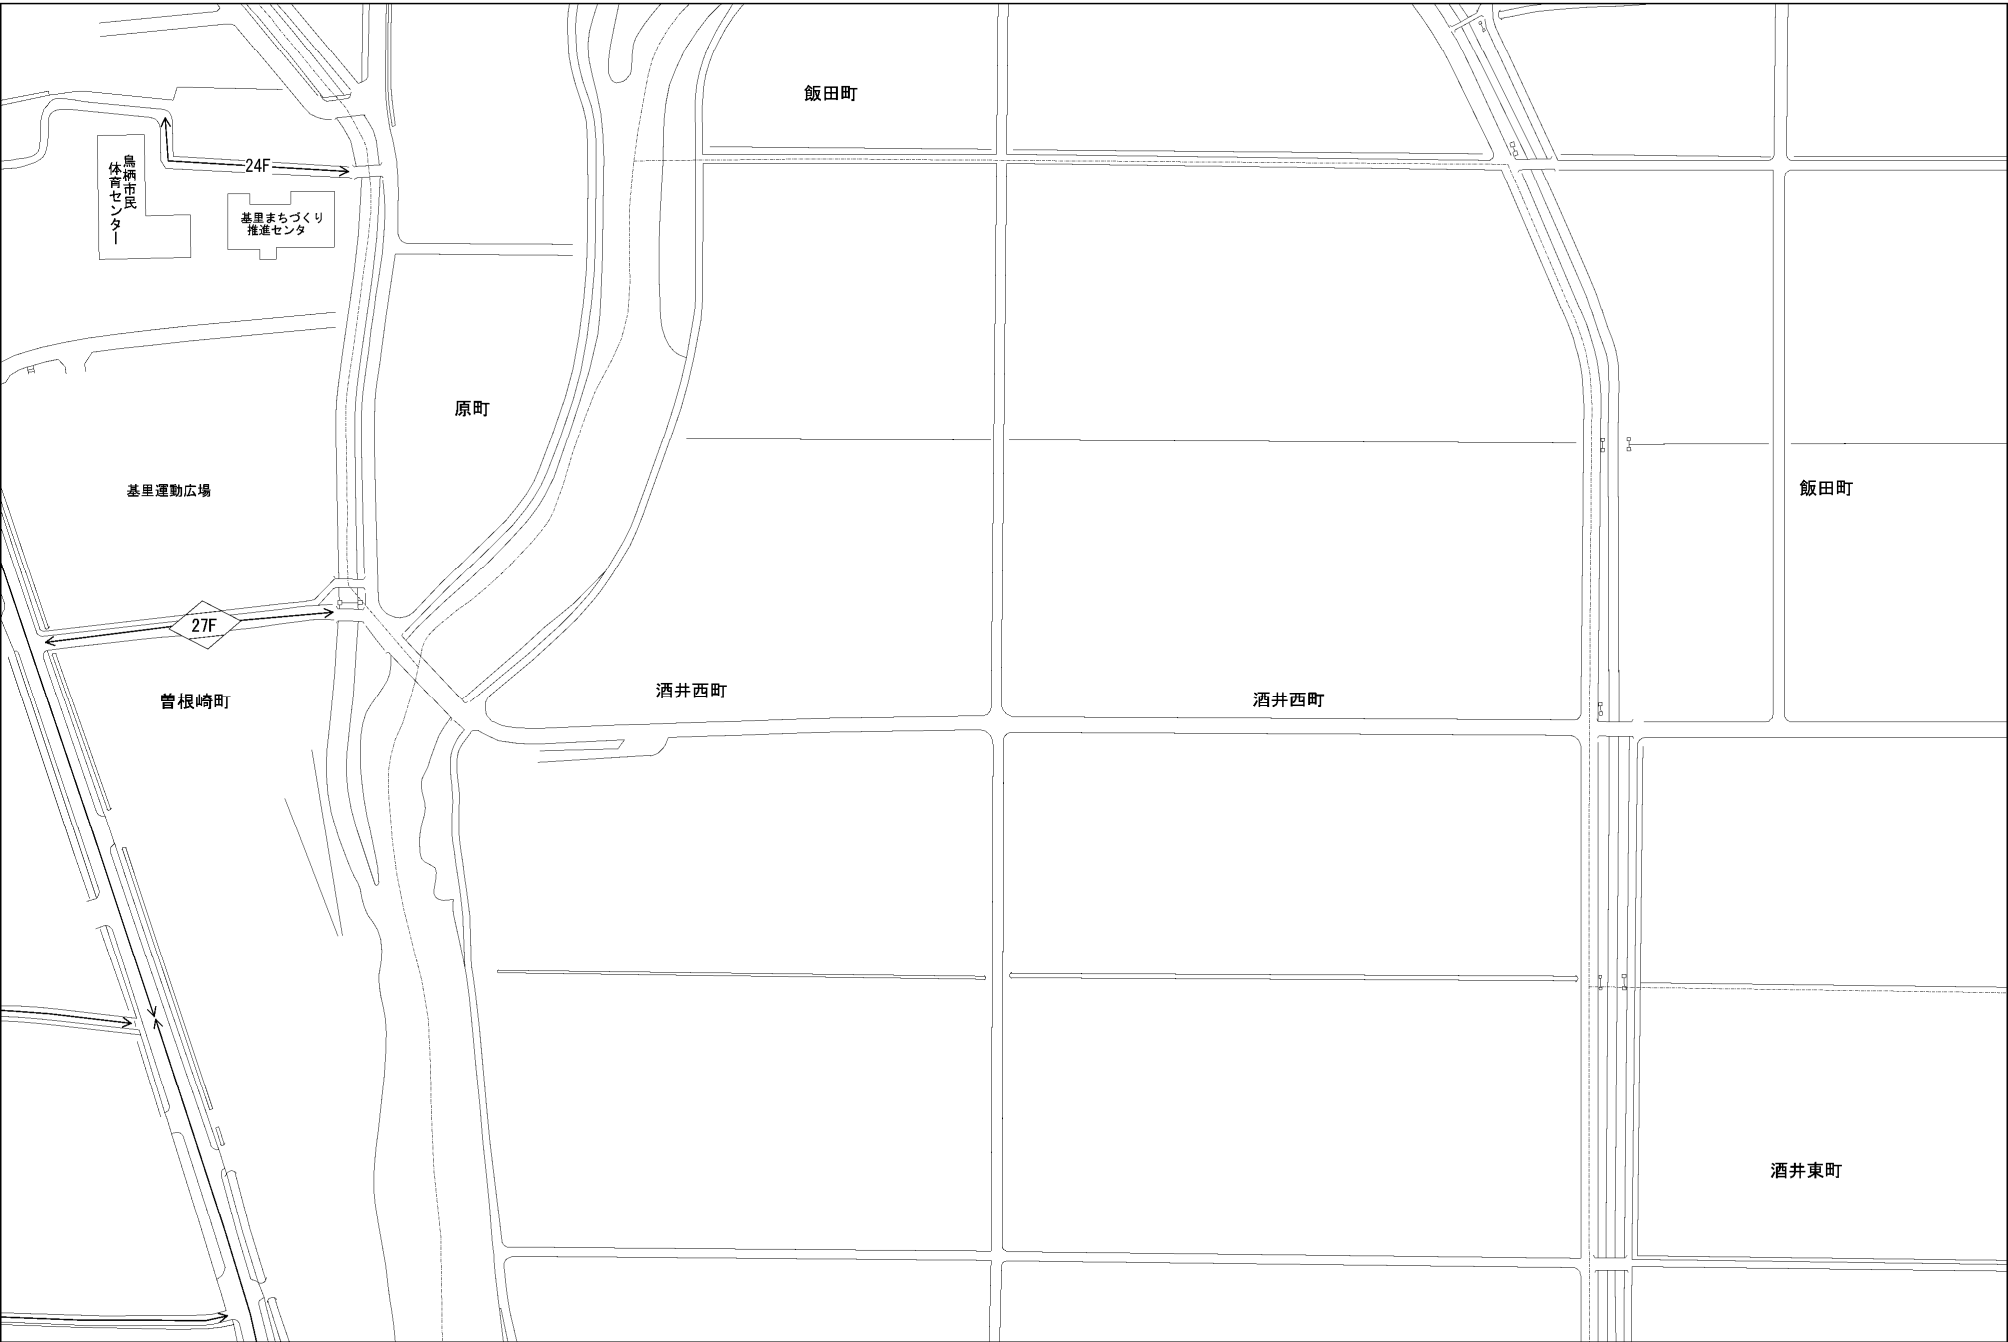 飯田町
24F
鳥栖市民
体育センター
基里まちづくり
推進センタ
原町
基里運動広場
飯田町
27F
曽根崎町
酒井西町
酒井西町
酒井東町